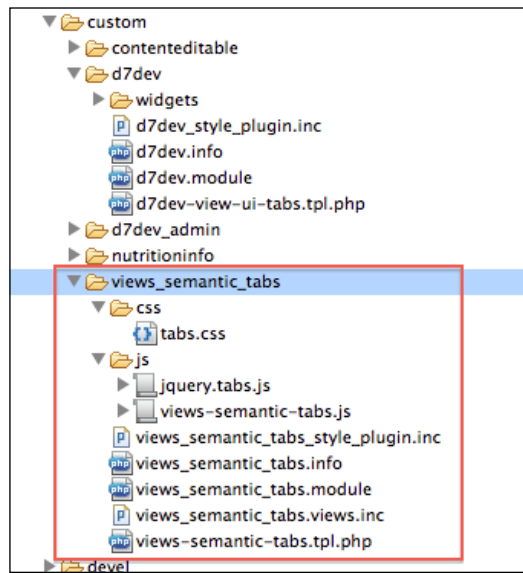 custom
contenteditable
d7dev
widgets
d7dev_style_plugin.inc
d7dev.info
d7dev.module
d7dev-view-ui-tabs.tpl.php
d7dev_admin
nutritioninfo
views_semantic_tabs
css
tabs.css
js
jquery.tabs.js
views-semantic-tabs.js
views_semantic_tabs_style_plugin.inc
views_semantic_tabs.info
views_semantic_tabs.module
views_semantic_tabs.views.inc
views-semantic-tabs.tpl.php
devel